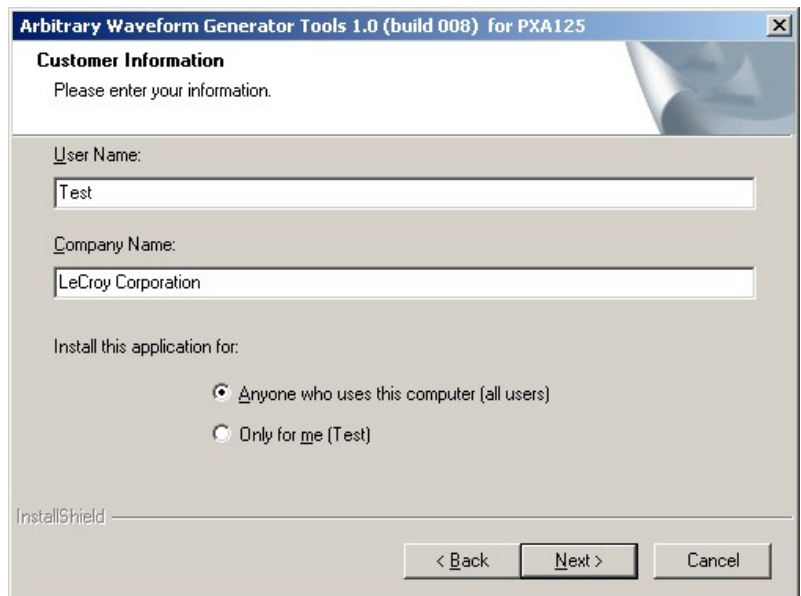 Arbitrary Waveform Generator Tools 1.0 (build 008) for PXA125
Customer Information
Please enter your information.
User Name:
Test
Company Name:
LeCroy Corporation
Install this application for:
Anyone who uses this computer (all users)
Only for me (Test)
InstallShield
< Back
Next >
Cancel